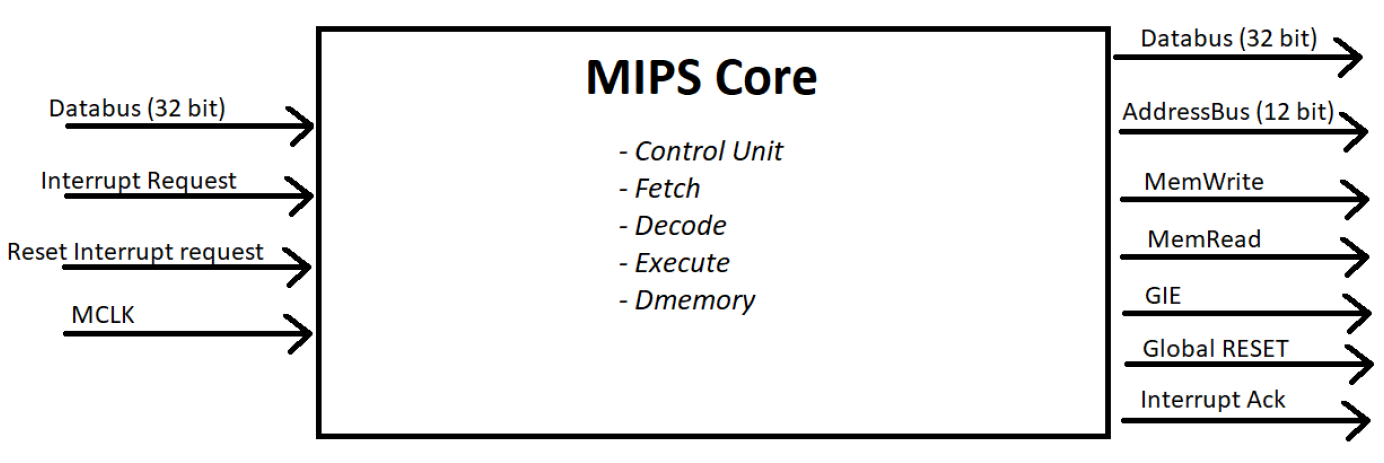 MIPS Core
- Control Unit
- Fetch
- Decode
- Execute
- Dmemory
Databus (32 bit)
Interrupt Request
Reset Interrupt request
MCLK
Databus (32 bit)
AddressBus (12 bit)
MemWrite
MemRead
GIE
Global RESET
Interrupt Ack